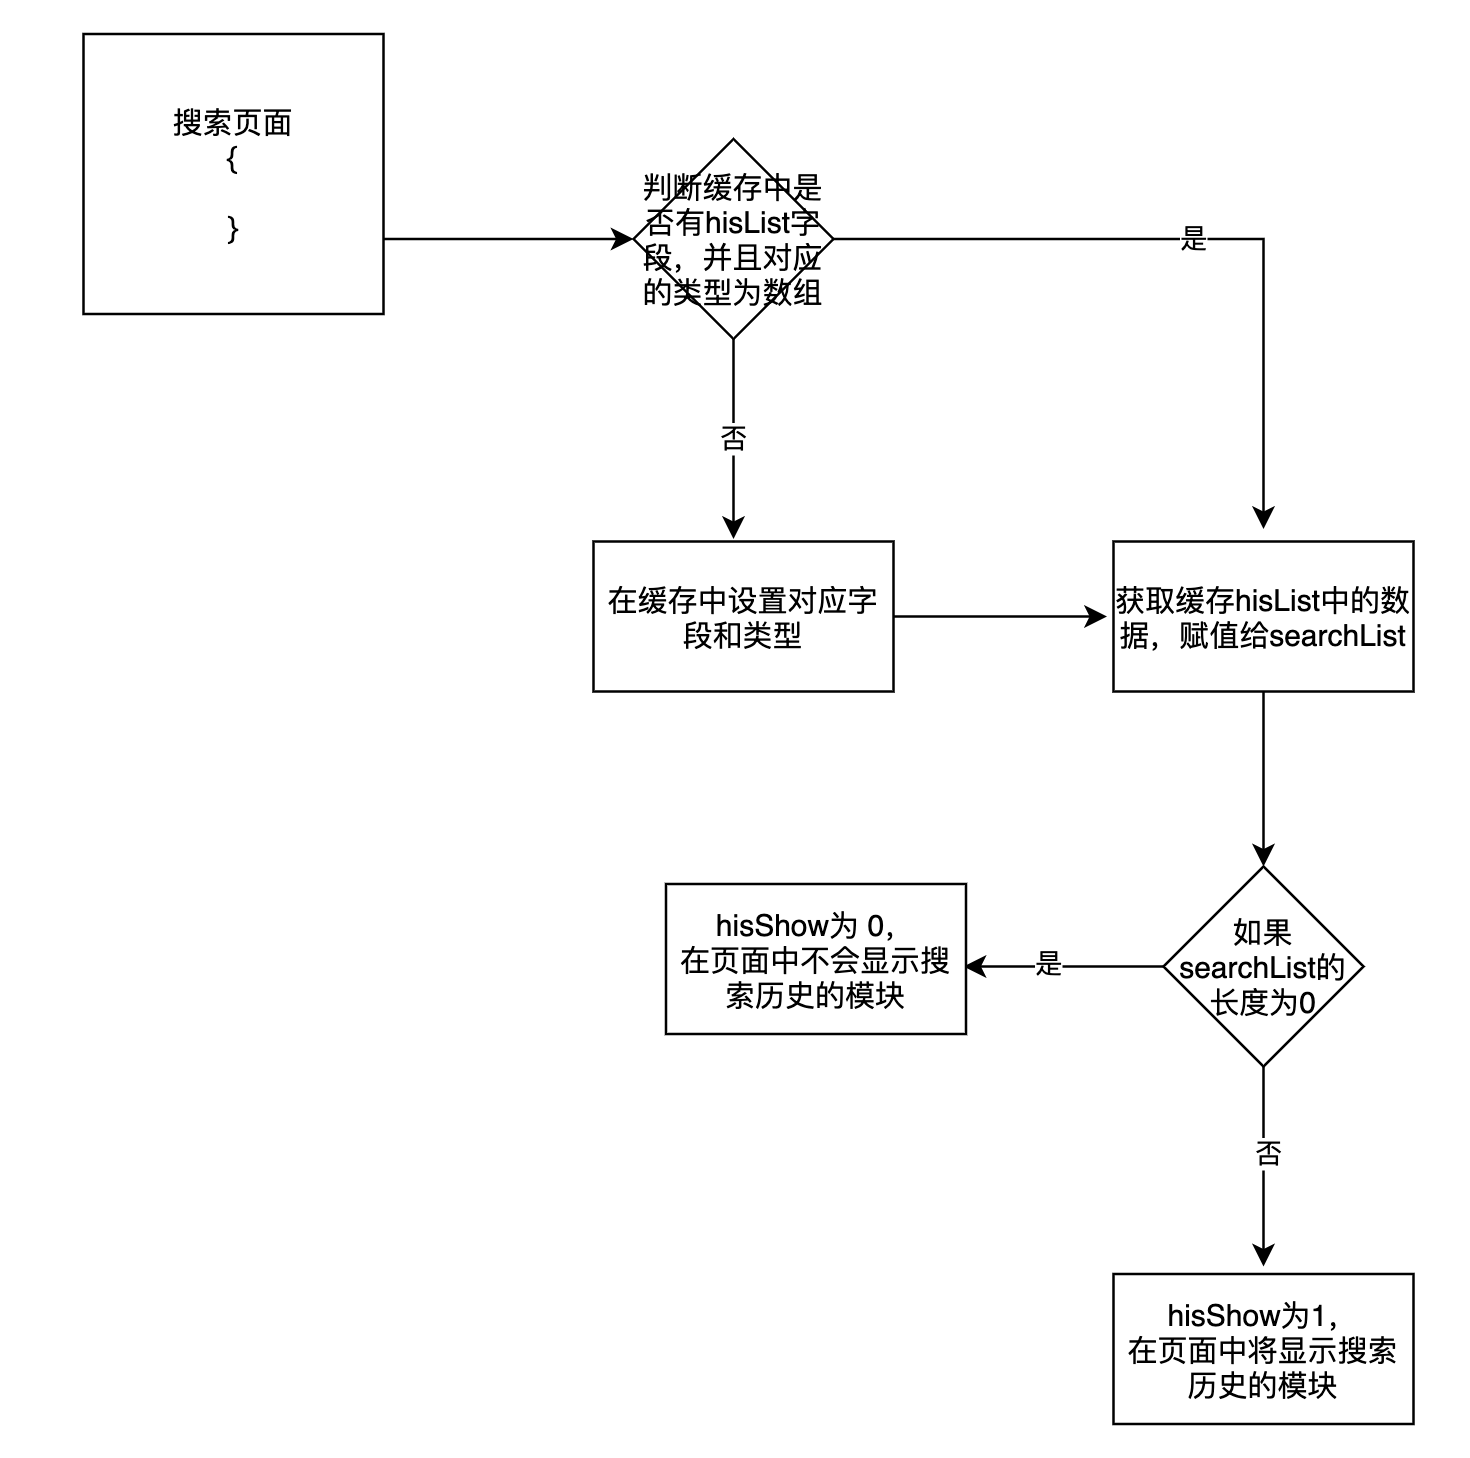 搜索页面
{
}
判断缓存中是
否有hisList字
段，并且对应
的类型为数组
是
否
在缓存中设置对应字
段和类型
获取缓存hisList中的数
据，赋值给searchList
如果
searchList的
长度为0
是
hisShow为 0，
在页面中不会显示搜
索历史的模块
否
hisShow为1，
在页面中将显示搜索
历史的模块